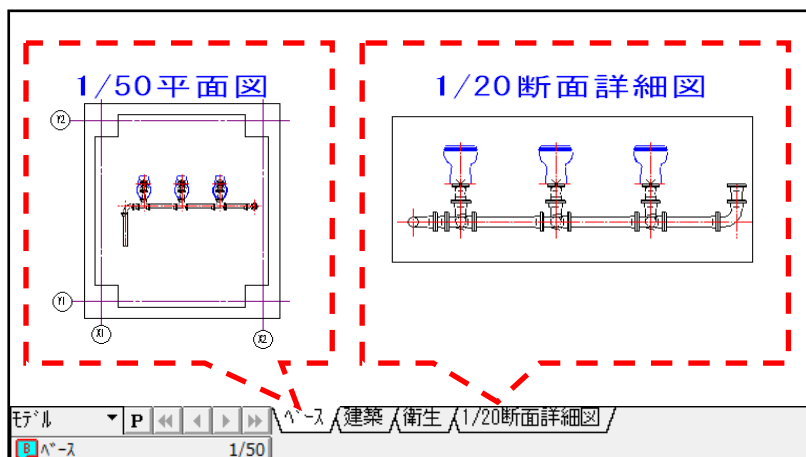 1/50平面図
1/20断面詳細図
Y2
Y1
X1
X2
ﾓﾃﾞﾙ
P
ﾍﾞｰｽ
建築
衛生
1/20断面詳細図
B ﾍﾞｰｽ 1/50